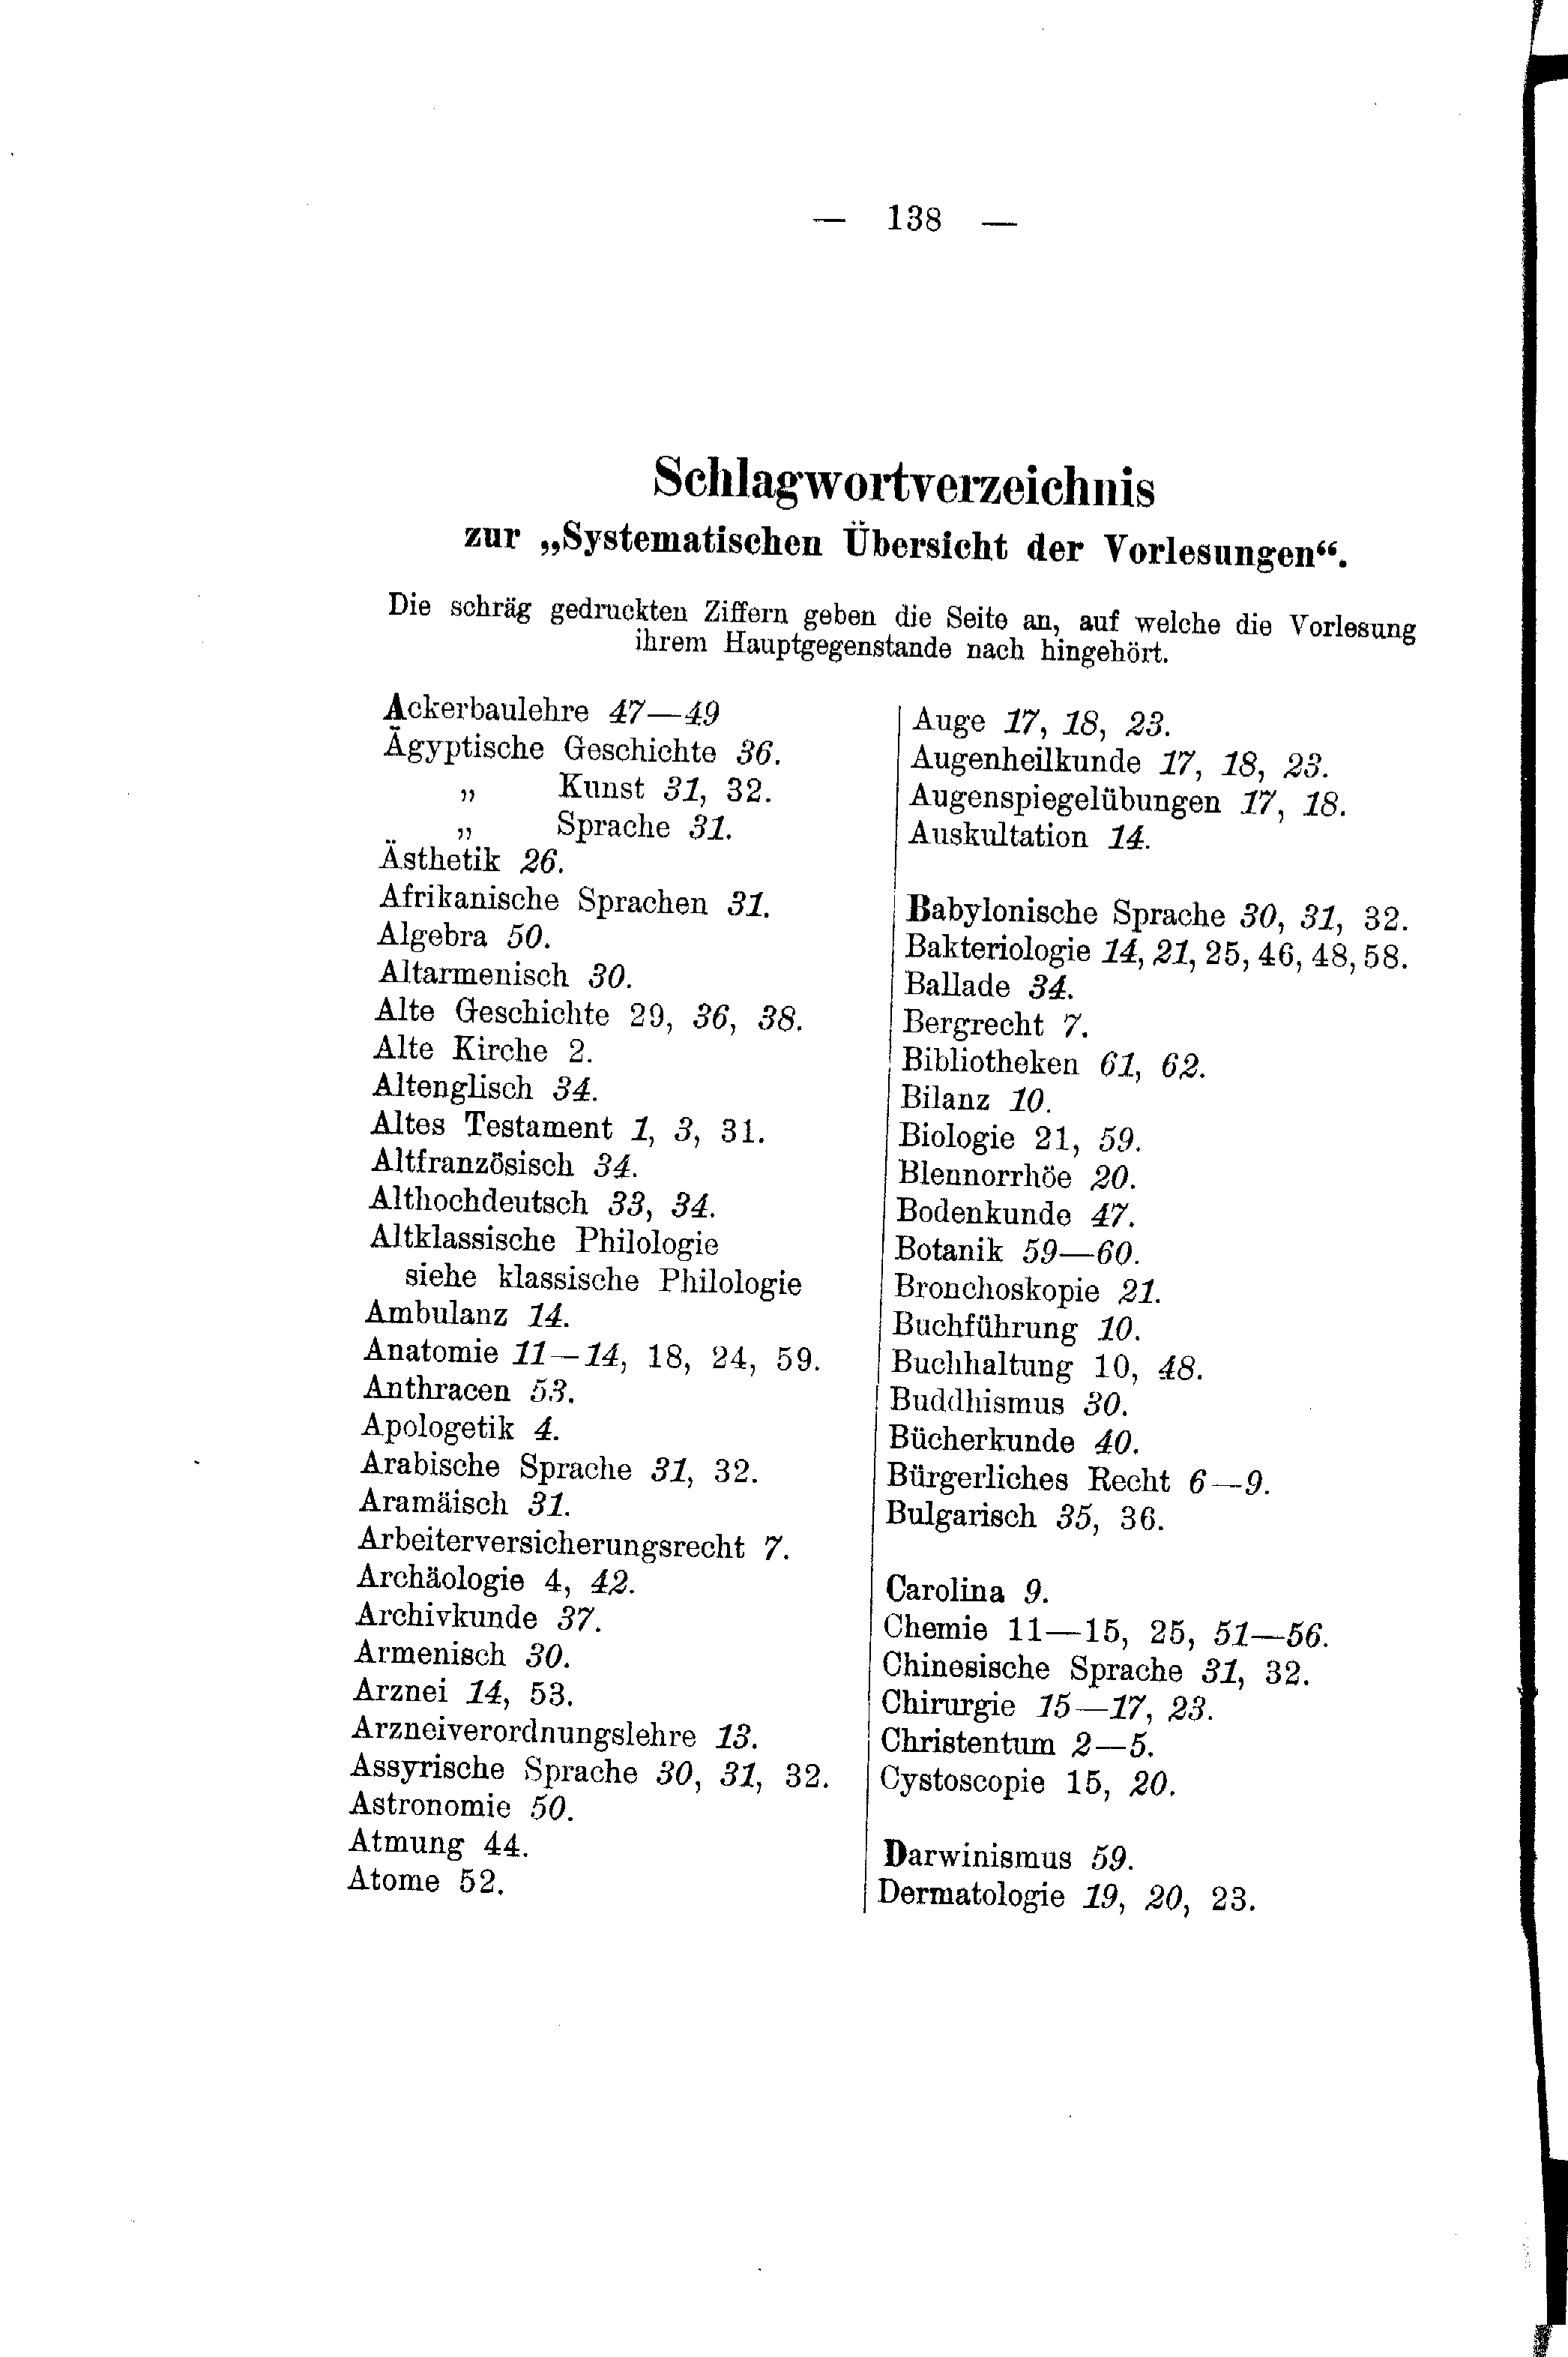 — 138 —
Schlagwortverzeichnis
zur „Systematischen Übersicht der Vorlesungen“.
Die schräg gedruckten Ziffern geben die Seite an, auf welche die Vorlesung
ihrem Hauptgegenstande nach hingehört.
Ackerbaulehre 47—49
Ägyptische Geschichte 36.
„ Kunst 31, 32.
„ Sprache 31.
Ästhetik 26.
Afrikanische Sprachen 31.
Algebra 50.
Altarmenisch 30.
Alte Geschichte 29, 36, 38.
Alte Kirche 2.
Altenglisch 34.
Altes Testament 1, 3, 31.
Altfranzösisch 34.
Althochdeutsch 33, 34.
Altklassische Philologie
siehe klassische Philologie
Ambulanz 14.
Anatomie 11—14, 18, 24, 59.
Anthracen 53.
Apologetik 4.
Arabische Sprache 31, 32.
Aramäisch 31.
Arbeiterversicherungsrecht 7.
Archäologie 4, 42.
Archivkunde 37.
Armenisch 30.
Arznei 14, 53.
Arzneiverordnungslehre 13.
Assyrische Sprache 30, 31, 32.
Astronomie 50.
Atmung 44.
Atome 52.
Auge 17, 18, 23.
Augenheilkunde 17, 18, 23.
Augenspiegelübungen 17, 18.
Auskultation 14.
Babylonische Sprache 30, 31, 32.
Bakteriologie 14, 21, 25, 46, 48, 58.
Ballade 34.
Bergrecht 7.
Bibliotheken 61, 62.
Bilanz 10.
Biologie 21, 59.
Blennorrhöe 20.
Bodenkunde 47.
Botanik 59—60.
Bronchoskopie 21.
Buchführung 10.
Buchhaltung 10, 48.
Buddhismus 30.
Bücherkunde 40.
Bürgerliches Recht 6—9.
Bulgarisch 35, 36.
Carolina 9.
Chemie 11—15, 25, 51—56.
Chinesische Sprache 31, 32.
Chirurgie 15—17, 23.
Christentum 2—5.
Cystoscopie 15, 20.
Darwinismus 59.
Dermatologie 19, 20, 23.